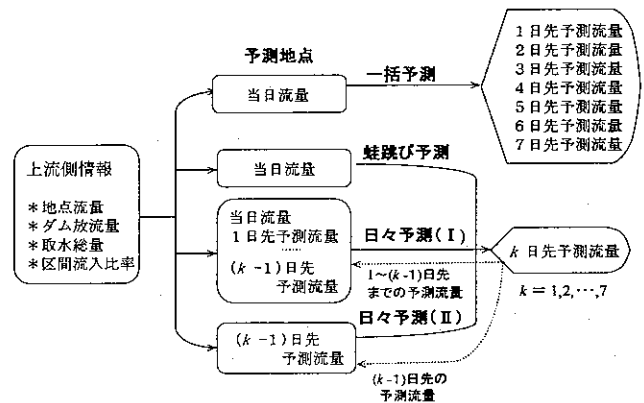 予測地点
一括予測
当日流量
1日先予測流量
2日先予測流量
3日先予測流量
4日先予測流量
5日先予測流量
6日先予測流量
7日先予測流量
上流側情報
*地点流量
*ダム放流量
*取水総量
*区間流入比率
当日流量
蛙跳び予測
当日流量
1日先予測流量
……
(k-1)日先
予測流量
日々予測(I)
1～(k-1)日先
までの予測流量
k日先予測流量
k=1,2,…,7
(k-1)日先
予測流量
日々予測(II)
(k-1)日先の
予測流量